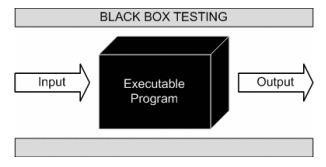 BLACK BOX TESTING
Input
Executable
Program
Output